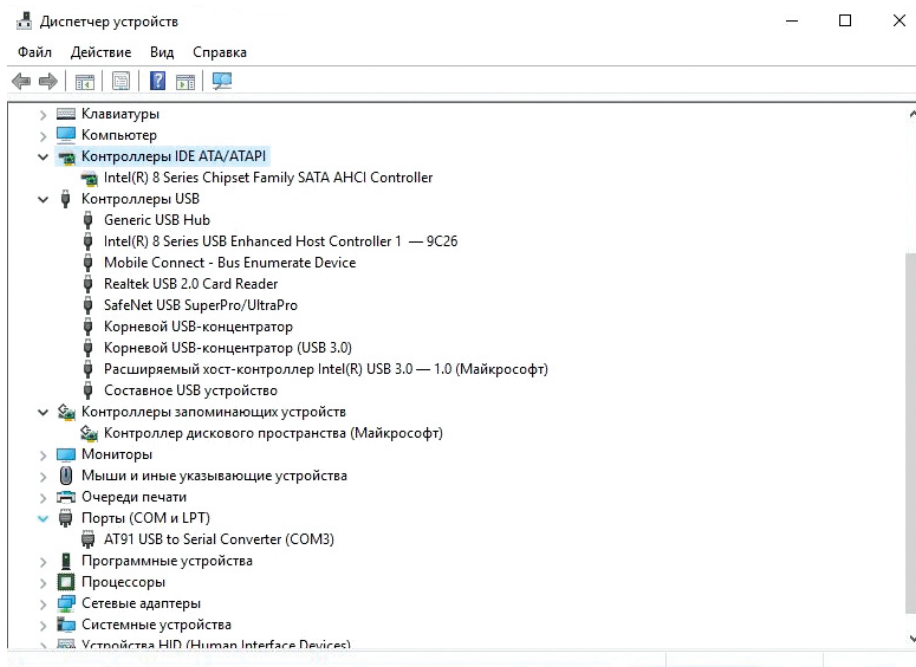 Диспетчер устройств
Файл Действие Вид Справка
Клавиатуры
Компьютер
Контроллеры IDE ATA/ATAPI
Intel(R) 8 Series Chipset Family SATA AHCI Controller
Контроллеры USB
Generic USB Hub
Intel(R) 8 Series USB Enhanced Host Controller 1 — 9C26
Mobile Connect - Bus Enumerate Device
Realtek USB 2.0 Card Reader
SafeNet USB SuperPro/UltraPro
Корневой USB-концентратор
Корневой USB-концентратор (USB 3.0)
Расширяемый хост-контроллер Intel(R) USB 3.0 — 1.0 (Майкрософт)
Составное USB устройство
Контроллеры запоминающих устройств
Контроллер дискового пространства (Майкрософт)
Мониторы
Мыши и иные указывающие устройства
Очереди печати
Порты (COM и LPT)
AT91 USB to Serial Converter (COM3)
Программные устройства
Процессоры
Сетевые адаптеры
Системные устройства
Устройства HID (Human Interface Devices)